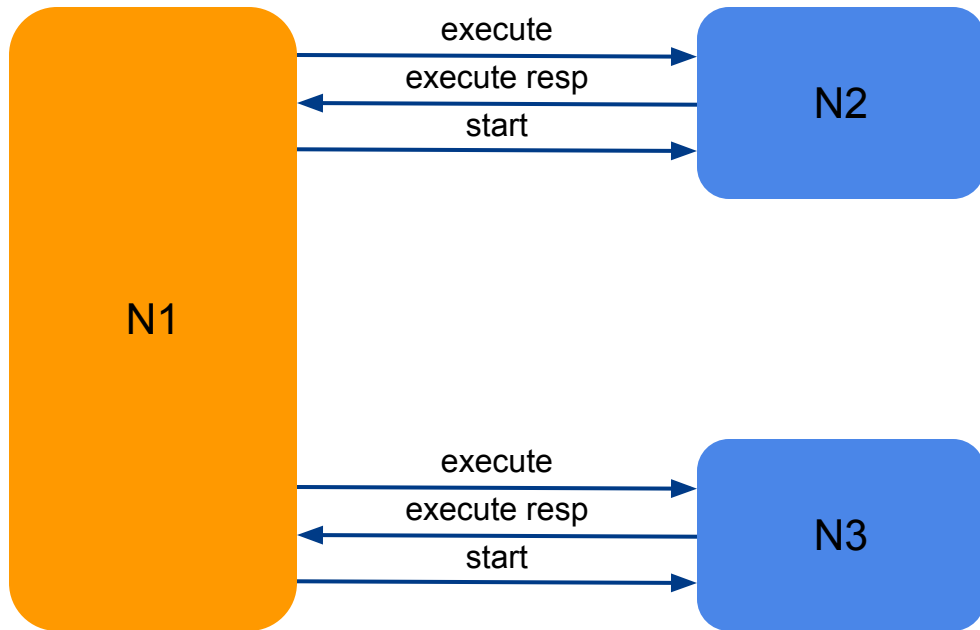 execute
execute resp
start
N2
N1
execute
execute resp
start
N3